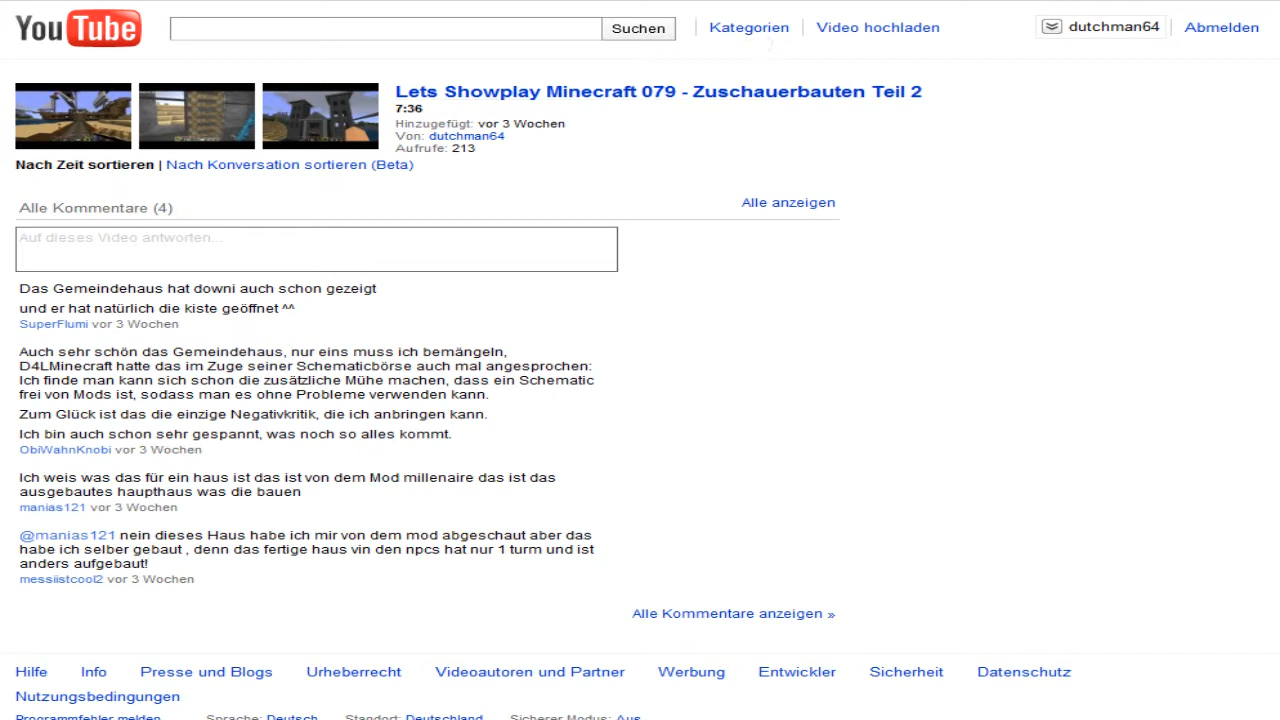 YouTube
Suchen
Kategorien
Video hochladen
dutchman64
Abmelden
Lets Showplay Minecraft 079 - Zuschauerbauten Teil 2
7:36
Hinzugefügt: vor 3 Wochen
Von: dutchman64
Aufrufe: 213
Nach Zeit sortieren | Nach Konversation sortieren (Beta)
Alle Kommentare (4)
Alle anzeigen
Auf dieses Video antworten...
Das Gemeindehaus hat downi auch schon gezeigt
und er hat natürlich die kiste geöffnet ^^
SuperFlumi vor 3 Wochen
Auch sehr schön das Gemeindehaus, nur eins muss ich bemängeln,
D4LMinecraft hatte das im Zuge seiner Schematicbörse auch mal angesprochen:
Ich finde man kann sich schon die zusätzliche Mühe machen, dass ein Schematic
frei von Mods ist, sodass man es ohne Probleme verwenden kann.
Zum Glück ist das die einzige Negativkritik, die ich anbringen kann.
Ich bin auch schon sehr gespannt, was noch so alles kommt.
ObiWahnKnobi vor 3 Wochen
Ich weis was das für ein haus ist das ist von dem Mod millenaire das ist das
ausgebautes haupthaus was die bauen
manias121 vor 3 Wochen
@manias121 nein dieses Haus habe ich mir von dem mod abgeschaut aber das
habe ich selber gebaut , denn das fertige haus vin den npcs hat nur 1 turm und ist
anders aufgebaut!
messiistcool2 vor 3 Wochen
Alle Kommentare anzeigen »
Hilfe Info Presse und Blogs Urheberrecht Videoautoren und Partner Werbung Entwickler Sicherheit Datenschutz
Nutzungsbedingungen
Programmfehler melden Sprache: Deutsch Standort: Deutschland Sicherer Modus: Aus